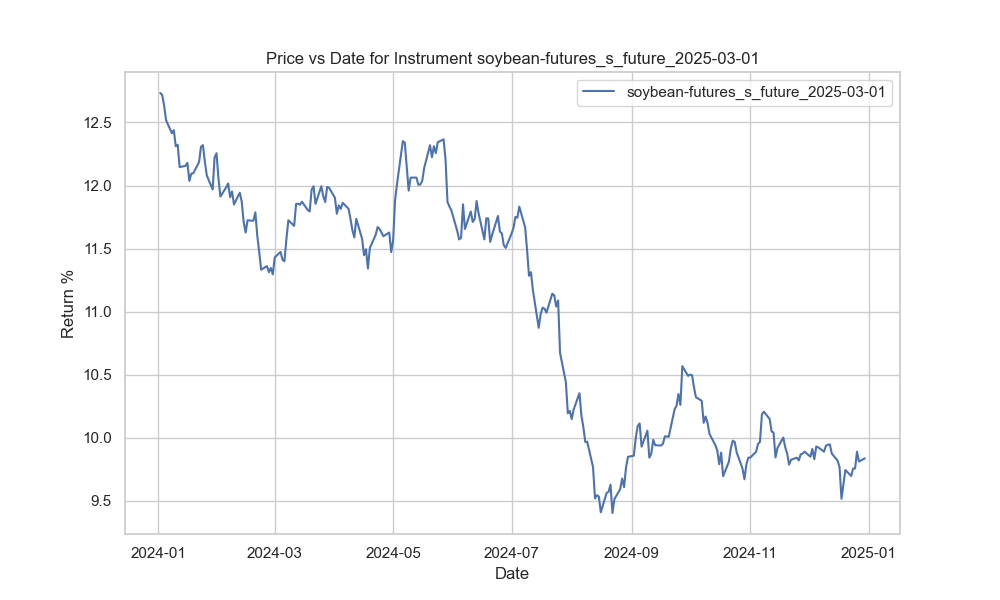 Price vs Date for Instrument soybean-futures_s_future_2025-03-01
soybean-futures_s_future_2025-03-01
Return %
12.5
12.0
11.5
11.0
10.5
10.0
9.5
2024-01 2024-03 2024-05 2024-07 2024-09 2024-11 2025-01
Date